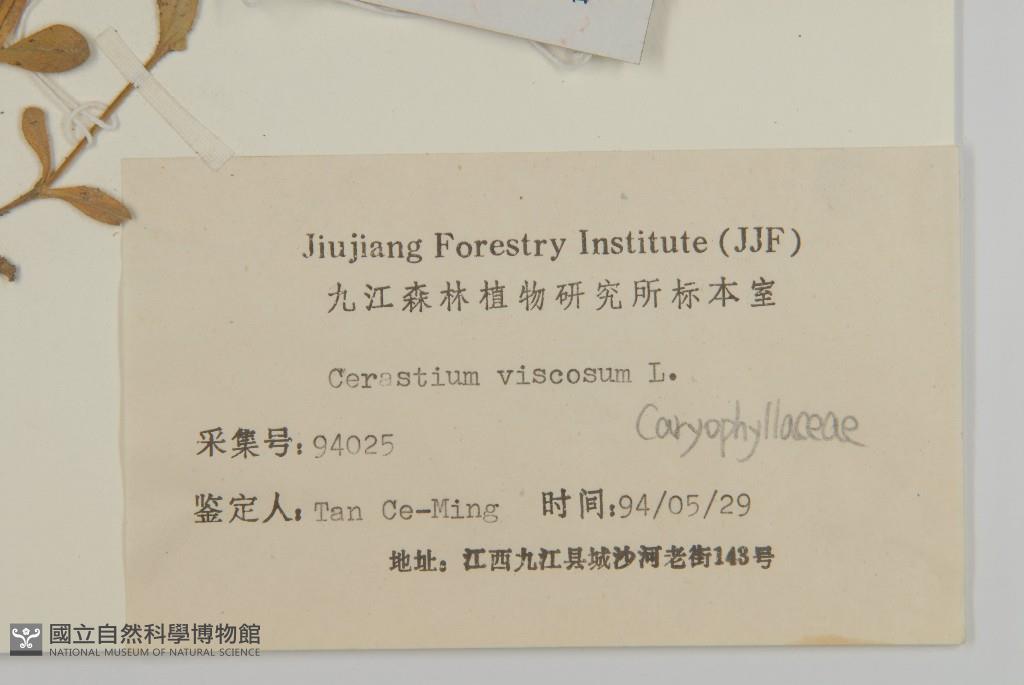 Jiujiang Forestry Institute (JJF)
九江森林植物研究所标本室
Cerastium viscosum L.
Caryophyllaceae
采集号: 94025
鉴定人: Tan Ce-Ming 时间: 94/05/29
地址: 江西九江县城沙河老街143号
國立自然科學博物館
NATIONAL MUSEUM OF NATURAL SCIENCE